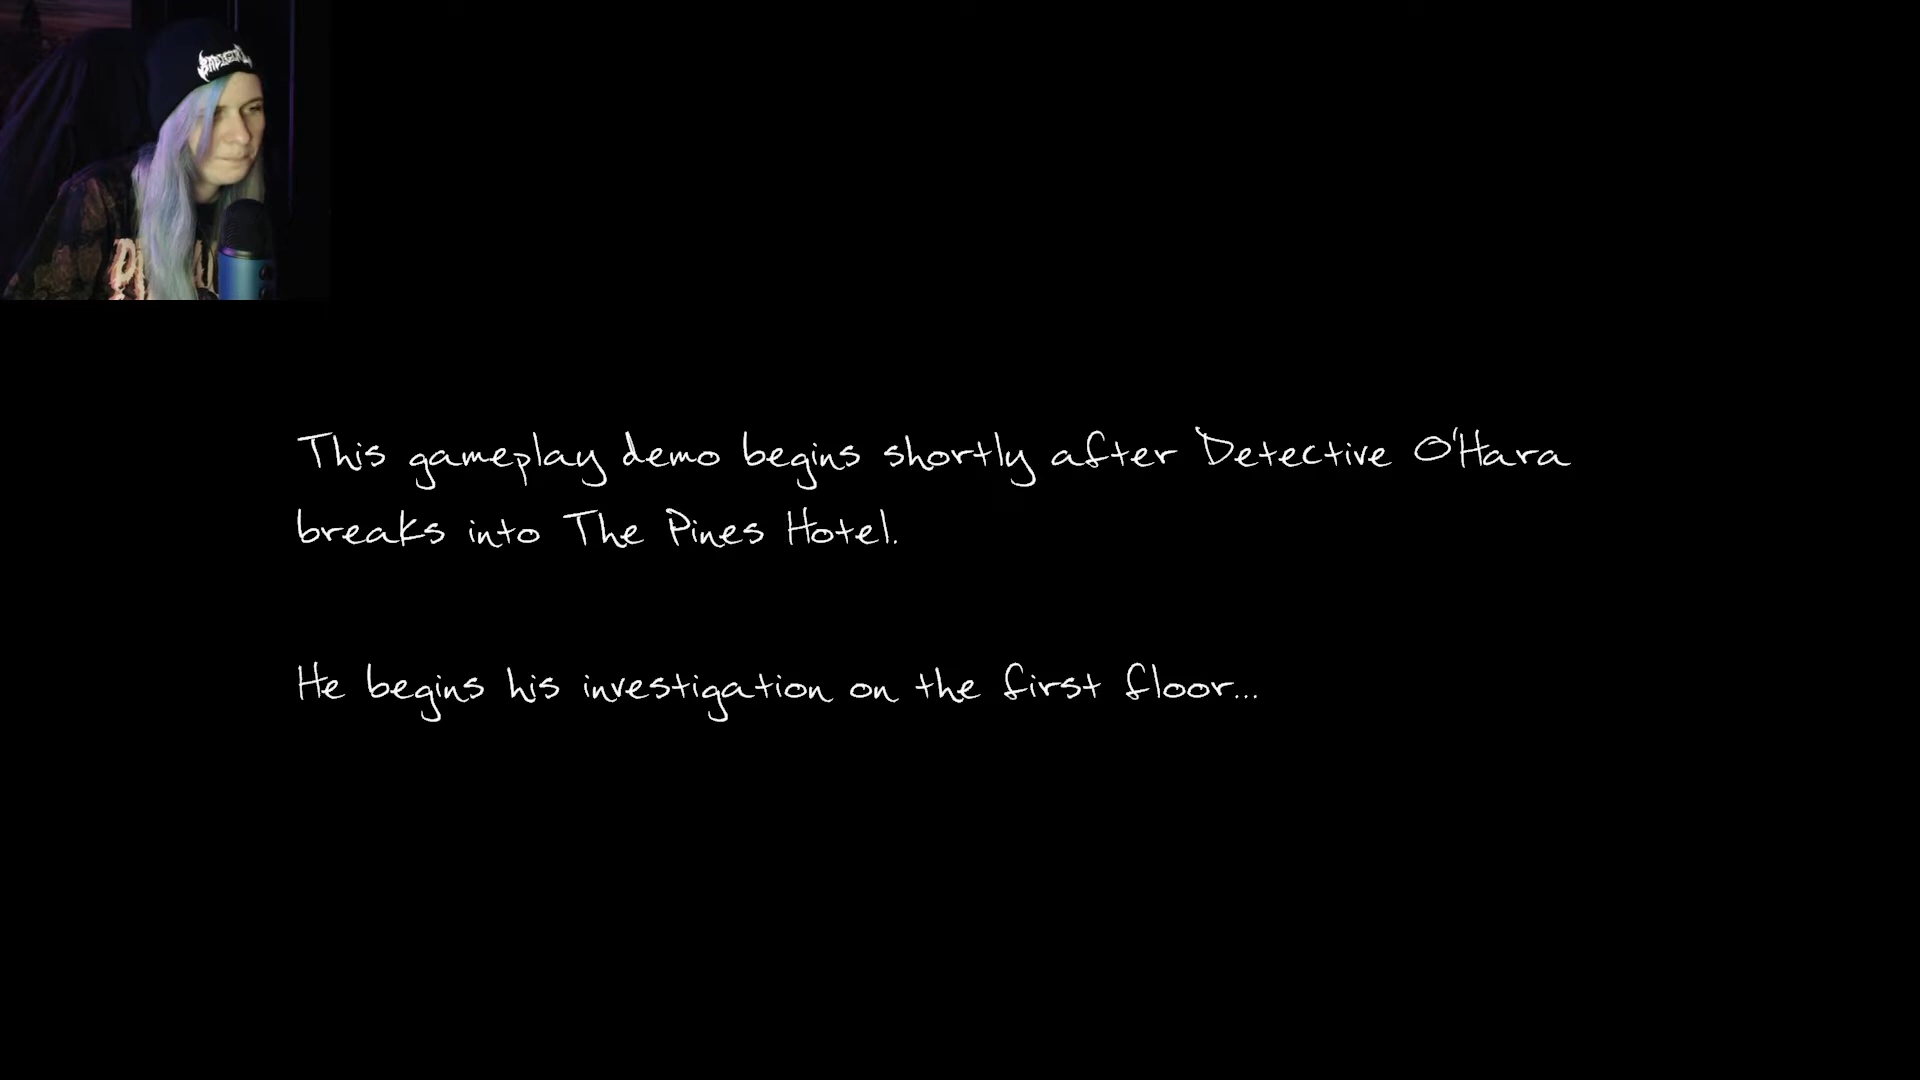 This gameplay demo begins shortly after Detective O'Hara
breaks into The Pines Hotel.
He begins his investigation on the first floor...